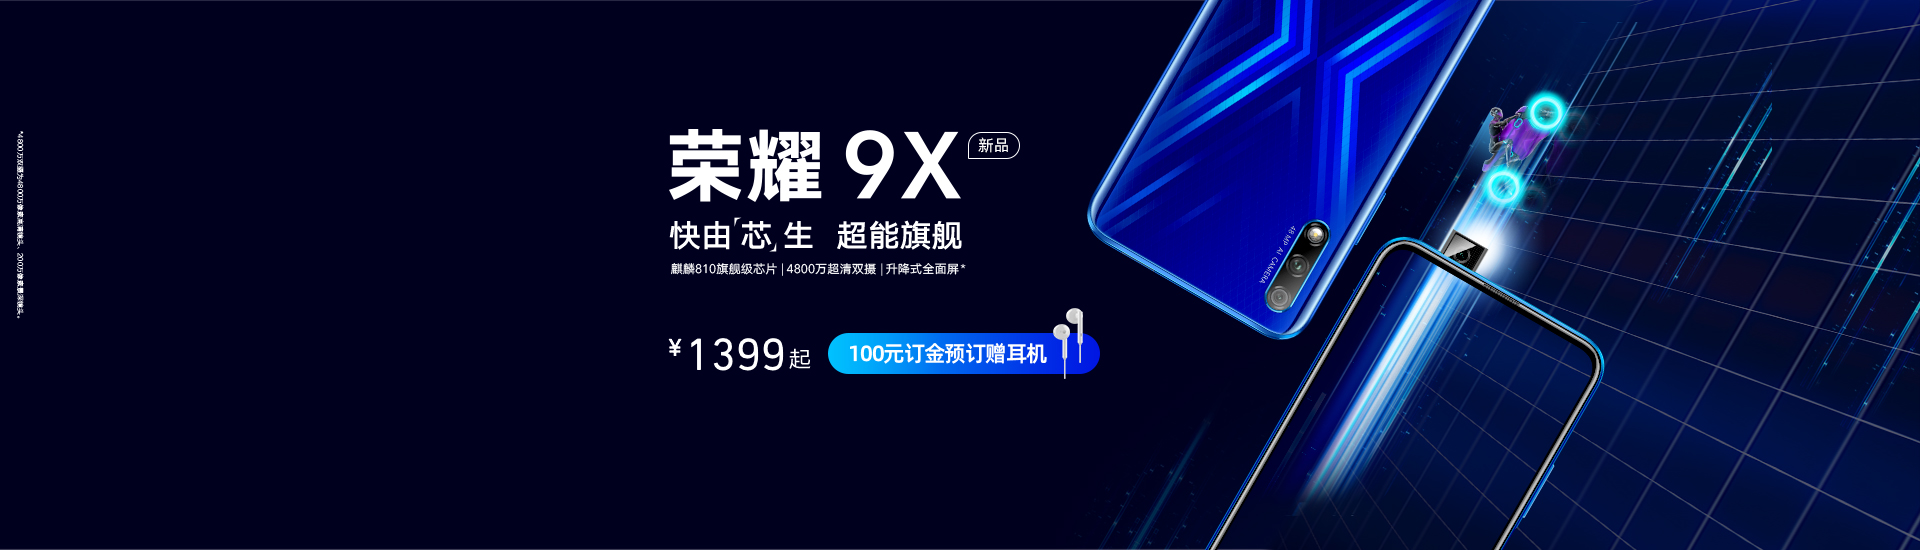 荣耀 9X 新品
快由「芯」生 超能旗舰
麒麟810旗舰级芯片 | 4800万超清双摄 | 升降式全面屏*
¥1399起
100元订金预订赠耳机
48 MP AI CAMERA